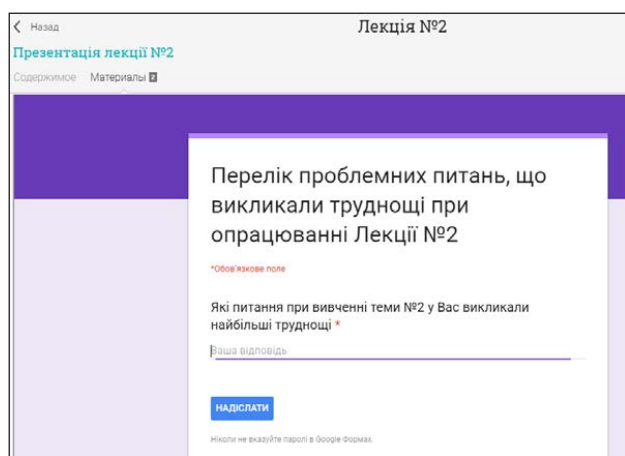 Назад
Лекція №2
Презентація лекції №2
Содержимое Материалы 2
Перелік проблемних питань, що
викликали труднощі при
опрацюванні Лекції №2
*Обов'язкове поле
Які питання при вивченні теми №2 у Вас викликали
найбільші труднощі *
Ваша відповідь
НАДІСЛАТИ
Ніколи не вказуйте паролі в Google Формах.